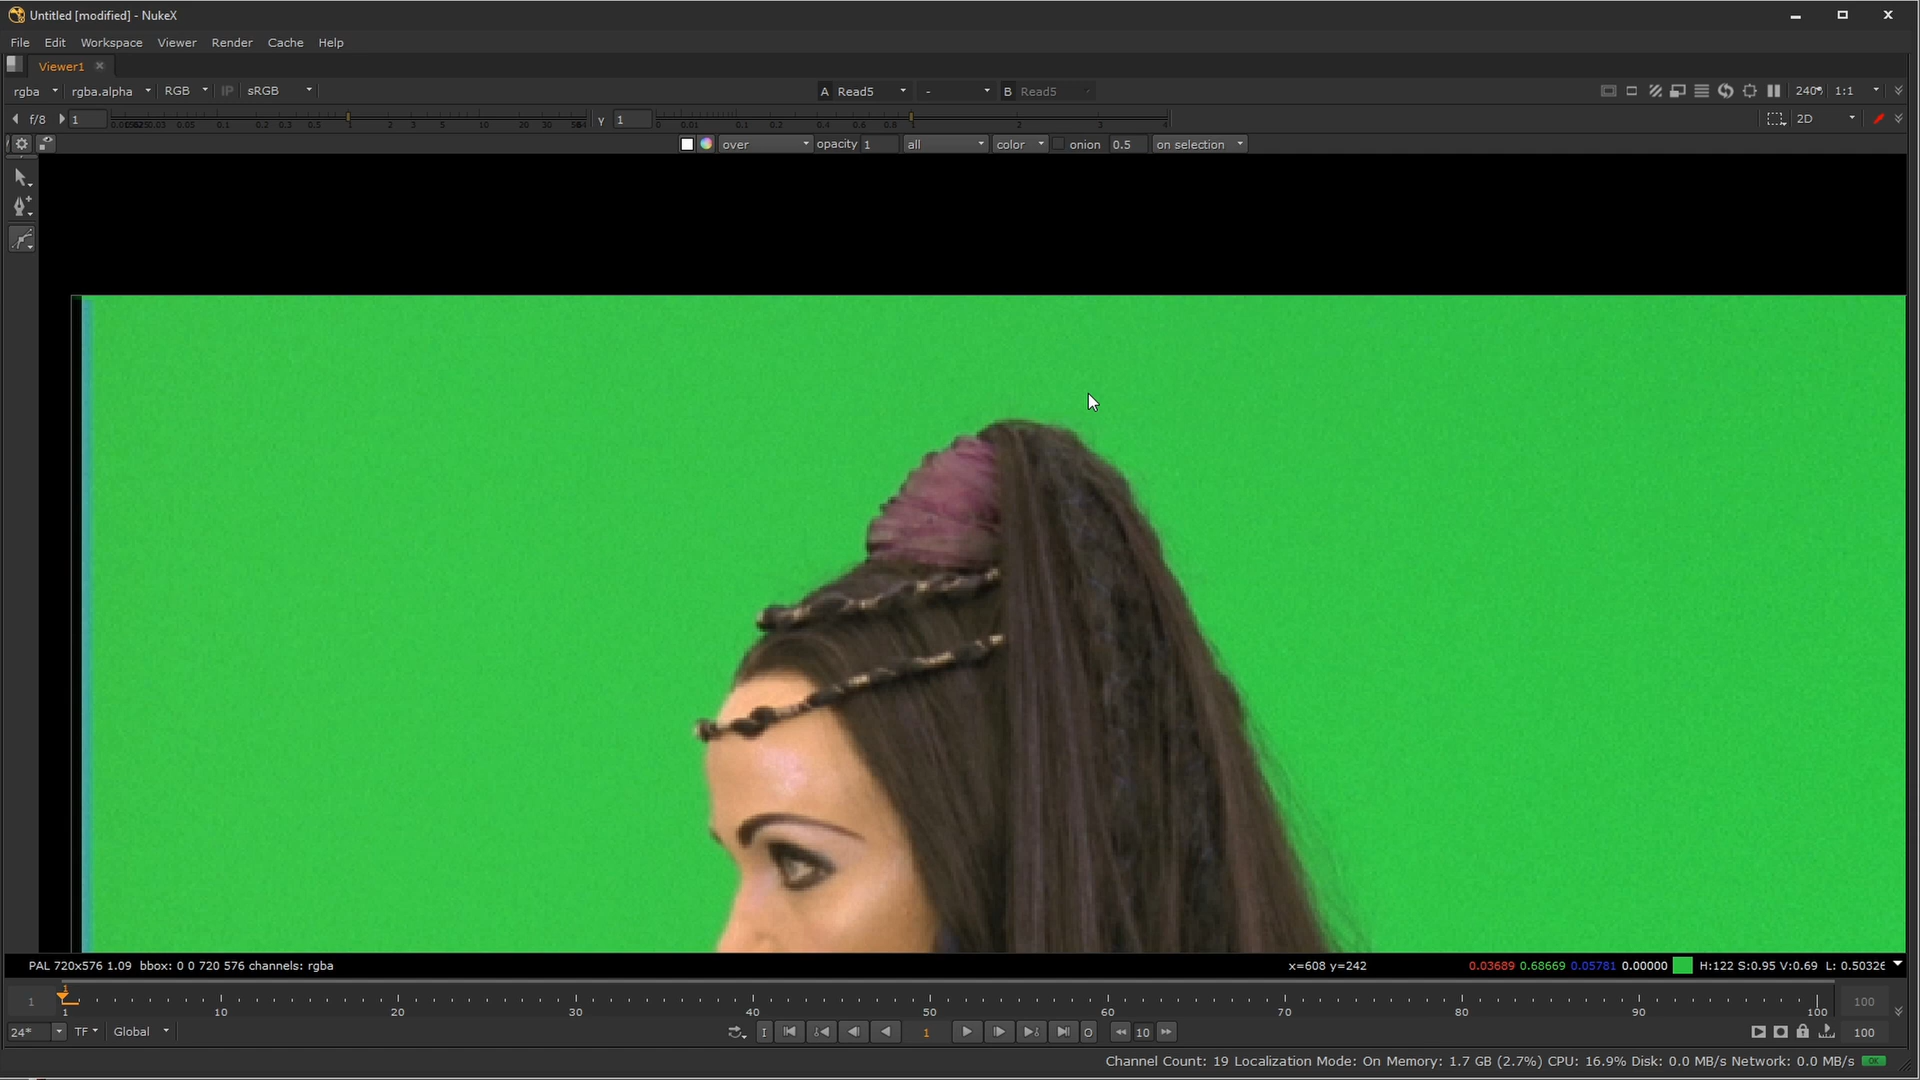 Untitled [modified] - NukeX
File Edit Workspace Viewer Render Cache Help
Viewer1
rgba rgba.alpha RGB IP sRGB A Read5 - B Read5 1:1
f/8 1 γ 1 2D
over opacity 1 all color onion 0.5 on selection
PAL 720x576 1.09 bbox: 0 0 720 576 channels: rgba x=608 y=242 0.03689 0.68669 0.05781 0.00000 H:122 S:0.95 V:0.69
1 1 100
1 10 20 30 40 50 60 70 80 90 100
24* TF Global I 1 O 10 100
Channel Count: 19 Localization Mode: On Memory: 1.7 GB (2.7%) CPU: 16.9% Disk: 0.0 MB/s Network: 0.0 MB/s